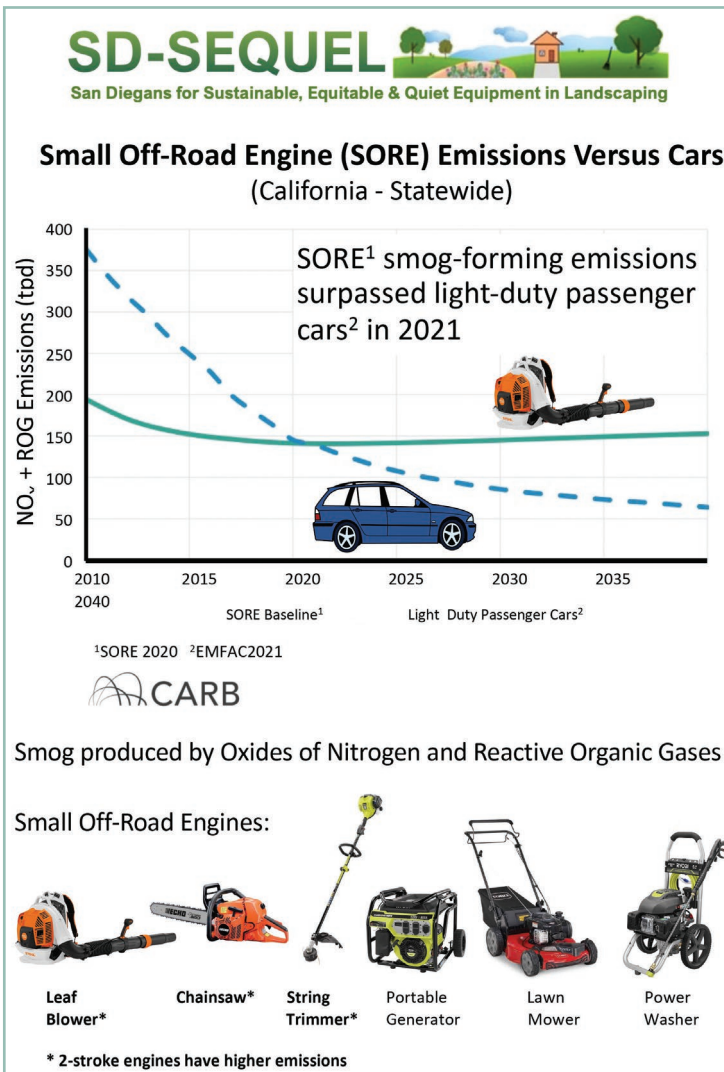 SD-SEQUEL
San Diegans for Sustainable, Equitable & Quiet Equipment in Landscaping
Small Off-Road Engine (SORE) Emissions Versus Cars
(California - Statewide)
NOₓ + ROG Emissions (tpd)
400
350
300
250
200
150
100
50
0
SORE¹ smog-forming emissions
surpassed light-duty passenger
cars² in 2021
2010 2015 2020 2025 2030 2035
2040
SORE Baseline¹ Light Duty Passenger Cars²
¹SORE 2020 ²EMFAC2021
CARB
Smog produced by Oxides of Nitrogen and Reactive Organic Gases
Small Off-Road Engines:
ECHO
RYOBI
Leaf
Blower*
Chainsaw*
String
Trimmer*
Portable
Generator
Lawn
Mower
Power
Washer
* 2-stroke engines have higher emissions